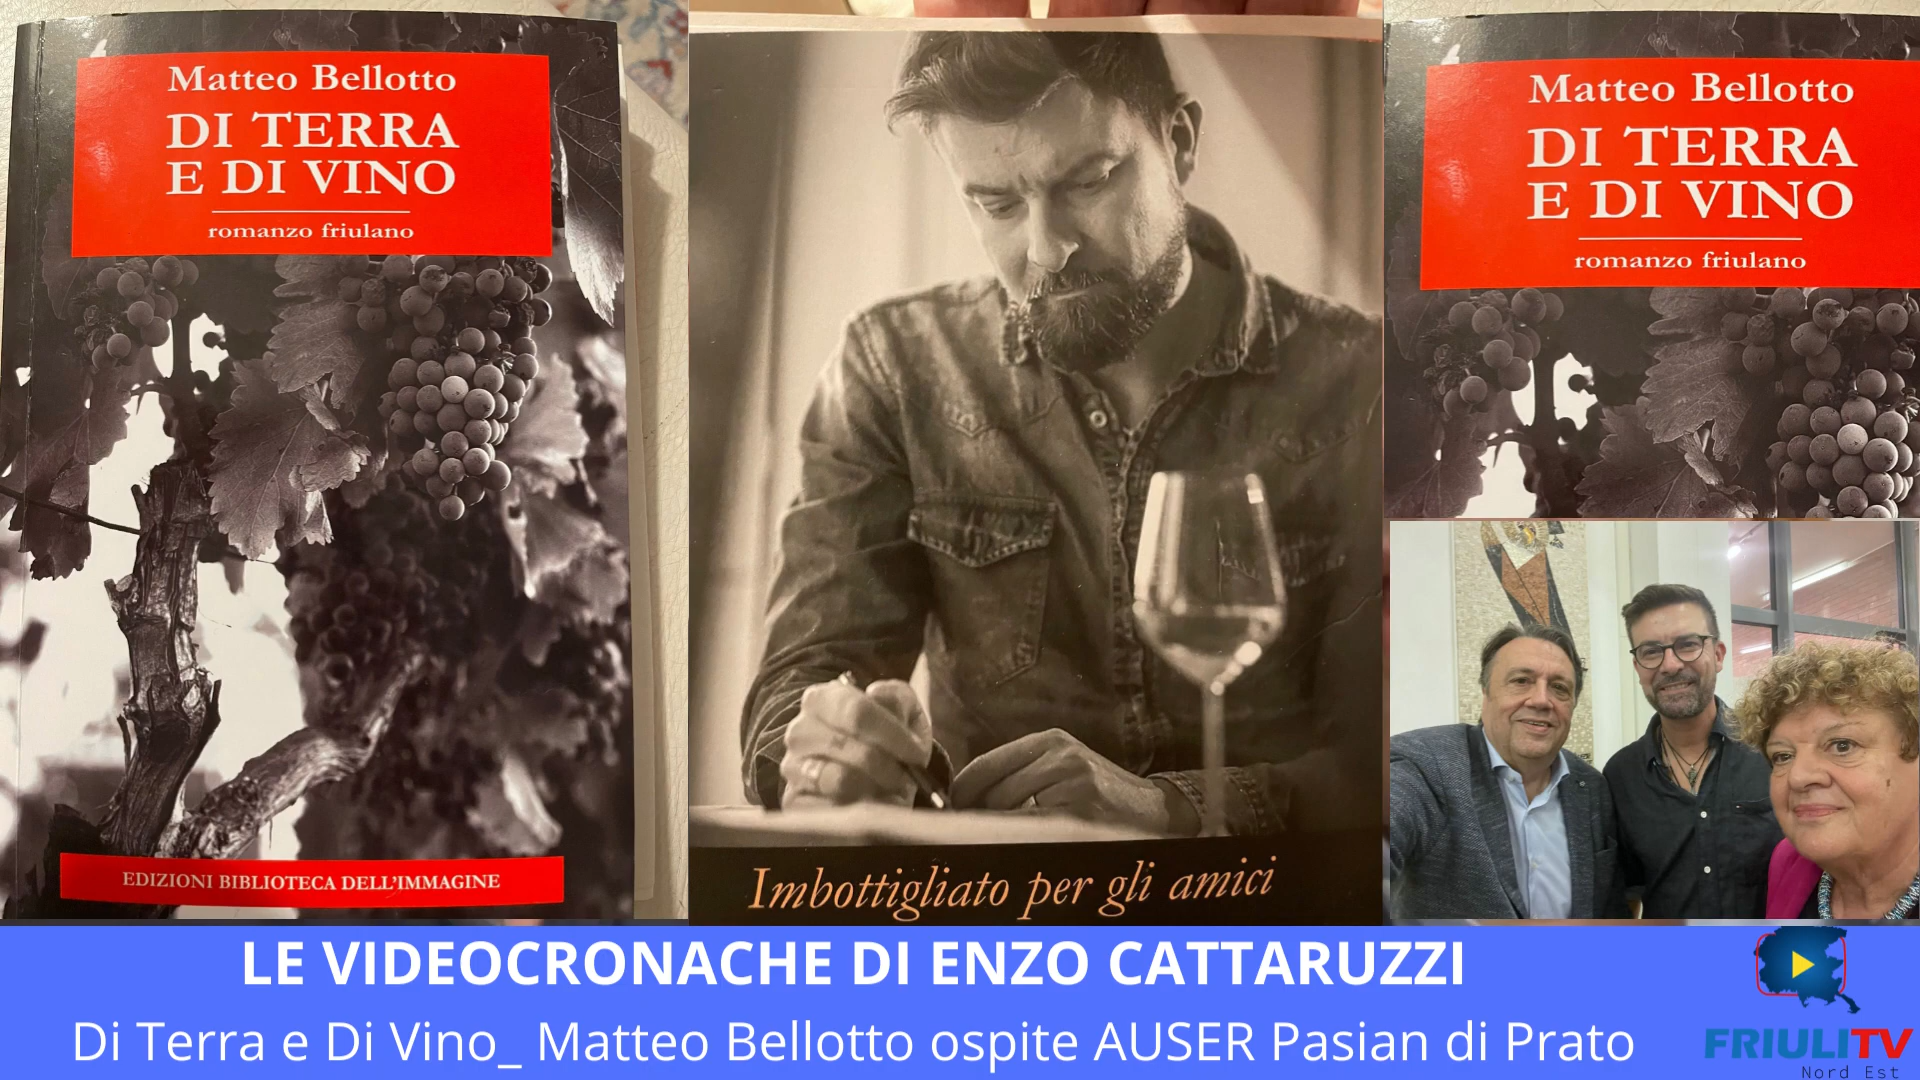 Matteo Bellotto
DI TERRA
E DI VINO
romanzo friulano
EDIZIONI BIBLIOTECA DELL'IMMAGINE
Imbottigliato per gli amici
Matteo Bellotto
DI TERRA
E DI VINO
romanzo friulano
LE VIDEOCRONACHE DI ENZO CATTARUZZI
Di Terra e Di Vino_ Matteo Bellotto ospite AUSER Pasian di Prato
FRIULITV
Nord Est